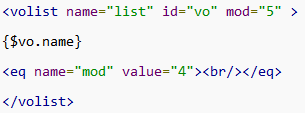 <volist name="list" id="vo" mod="5" >
{$vo.name}
<eq name="mod" value="4"><br/></eq>
</volist>